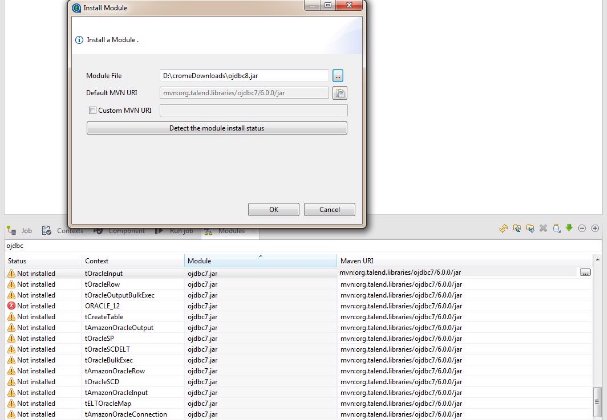 Install Module
Install a Module .
Module File D:\cromeDownloads\ojdbc8.jar ...
Default MVN URI mvn:org.talend.libraries/ojdbc7/6.0.0/jar
Custom MVN URI
Detect the module install status
OK Cancel
Job Contexts Component Run job Modules
ojdbc
Status Context Module Maven URI
Not installed tOracleInput ojdbc7.jar mvn:org.talend.libraries/ojdbc7/6.0.0/jar ...
Not installed tOracleRow ojdbc7.jar mvn:org.talend.libraries/ojdbc7/6.0.0/jar
Not installed tOracleOutputBulkExec ojdbc7.jar mvn:org.talend.libraries/ojdbc7/6.0.0/jar
Not installed ORACLE_12 ojdbc7.jar mvn:org.talend.libraries/ojdbc7/6.0.0/jar
Not installed tCreateTable ojdbc7.jar mvn:org.talend.libraries/ojdbc7/6.0.0/jar
Not installed tAmazonOracleOutput ojdbc7.jar mvn:org.talend.libraries/ojdbc7/6.0.0/jar
Not installed tOracleSP ojdbc7.jar mvn:org.talend.libraries/ojdbc7/6.0.0/jar
Not installed tOracleSCDELT ojdbc7.jar mvn:org.talend.libraries/ojdbc7/6.0.0/jar
Not installed tOracleBulkExec ojdbc7.jar mvn:org.talend.libraries/ojdbc7/6.0.0/jar
Not installed tAmazonOracleRow ojdbc7.jar mvn:org.talend.libraries/ojdbc7/6.0.0/jar
Not installed tOracleSCD ojdbc7.jar mvn:org.talend.libraries/ojdbc7/6.0.0/jar
Not installed tAmazonOracleInput ojdbc7.jar mvn:org.talend.libraries/ojdbc7/6.0.0/jar
Not installed tELTOracleMap ojdbc7.jar mvn:org.talend.libraries/ojdbc7/6.0.0/jar
Not installed tAmazonOracleConnection ojdbc7.jar mvn:org.talend.libraries/ojdbc7/6.0.0/jar